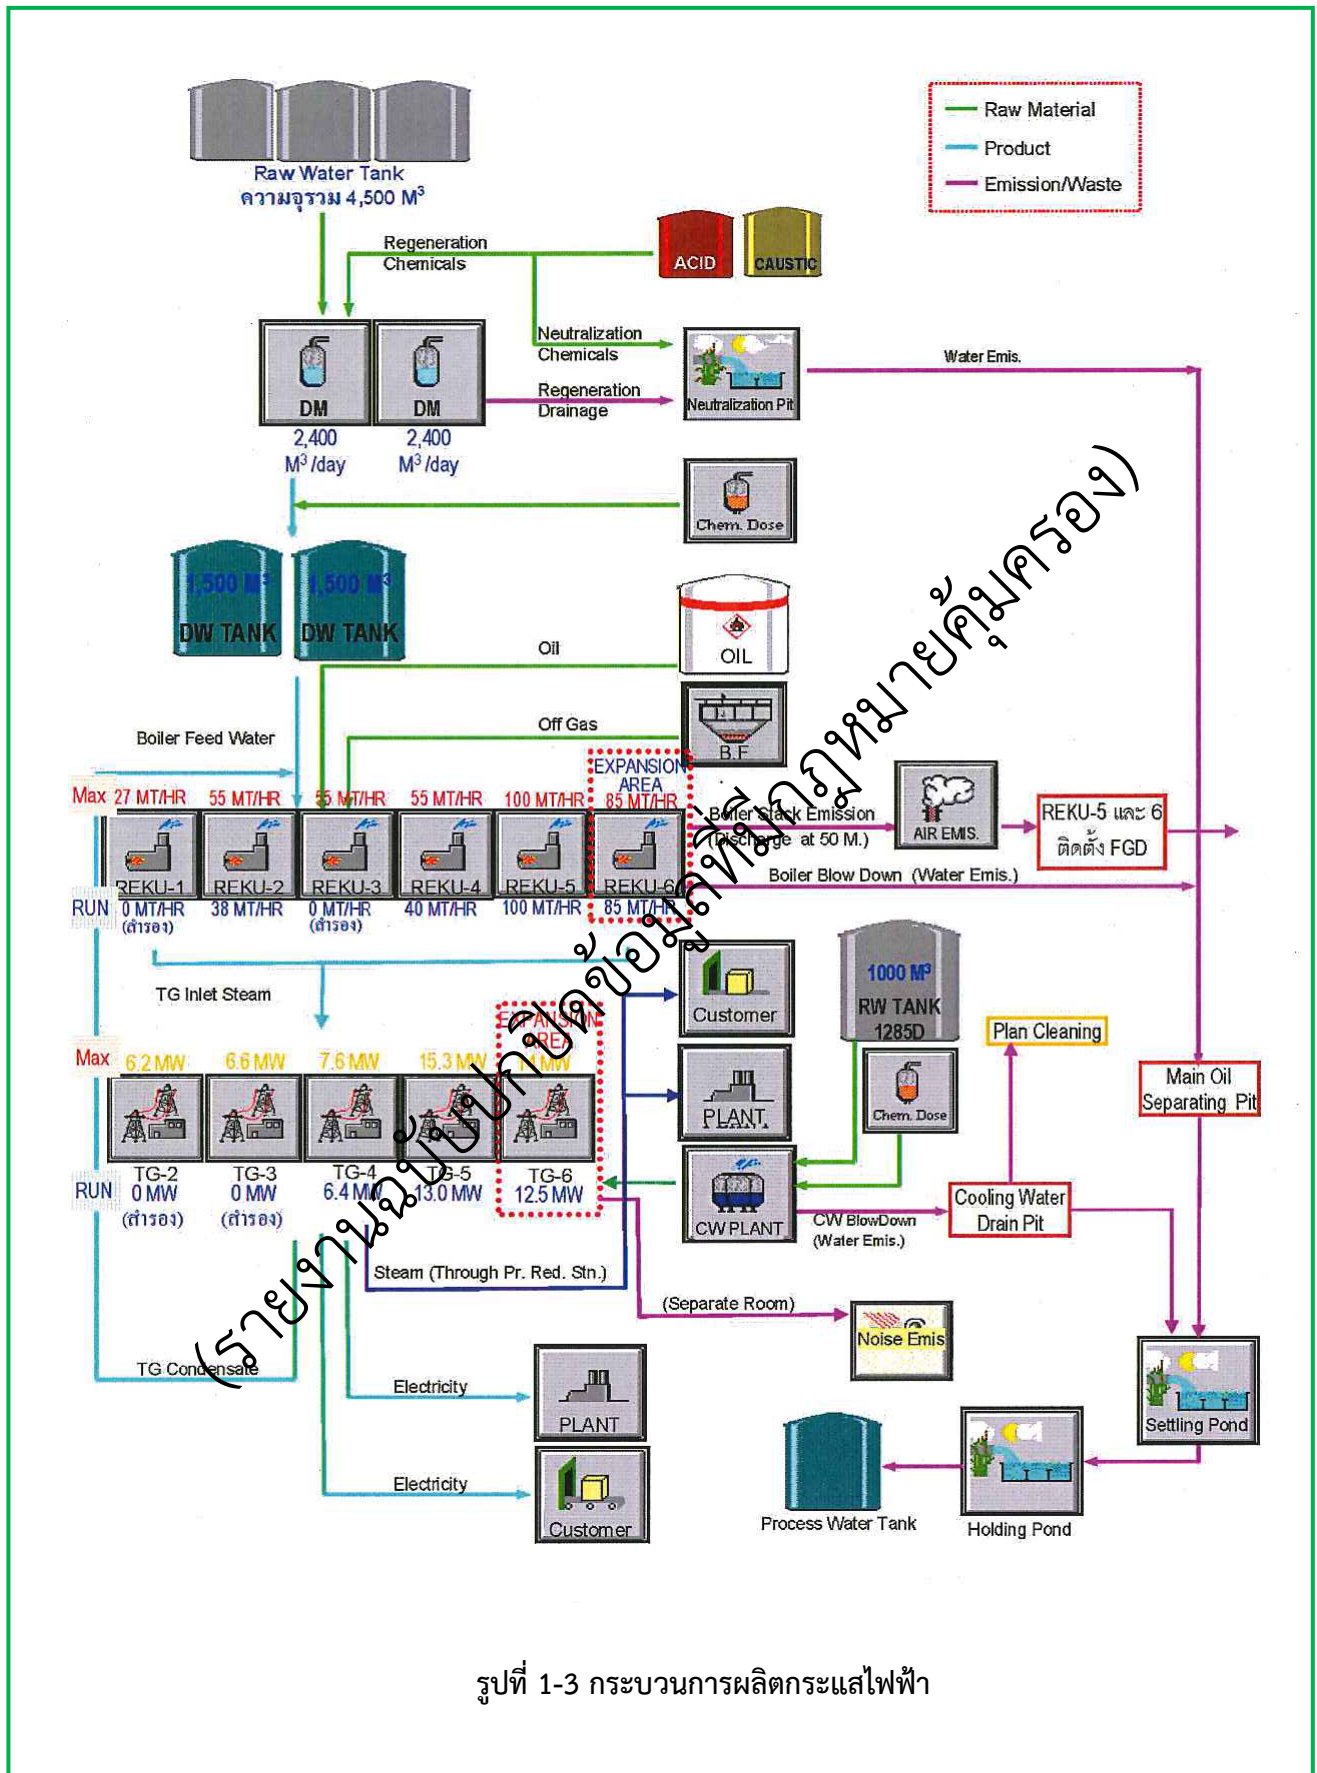 Raw Water Tank
ความจุรวม 4,500 M³
Raw Material
Product
Emission/Waste
Regeneration
Chemicals
ACID
CAUSTIC
Neutralization
Chemicals
Regeneration
Drainage
Neutralization Pit
Water Emis.
DM
DM
2,400
M³/day
2,400
M³/day
Chem. Dose
1,500 M³
DW TANK
1,500 M³
DW TANK
Oil
OIL
Off Gas
B.F
Boiler Feed Water
EXPANSION
AREA
Max
27 MT/HR
55 MT/HR
55 MT/HR
55 MT/HR
100 MT/HR
85 MT/HR
REKU-1
REKU-2
REKU-3
REKU-4
REKU-5
REKU-6
RUN
0 MT/HR
(สำรอง)
38 MT/HR
0 MT/HR
(สำรอง)
40 MT/HR
100 MT/HR
85 MT/HR
Boiler Stack Emission
(Discharge at 50 M.)
AIR EMIS.
REKU-5 และ 6
ติดตั้ง FGD
Boiler Blow Down (Water Emis.)
TG Inlet Steam
Customer
1000 M³
RW TANK
1285D
Plan Cleaning
EXPANSION
AREA
Max
6.2 MW
6.6 MW
7.6 MW
15.3 MW
14 MW
PLANT
Chem. Dose
Main Oil
Separating Pit
TG-2
TG-3
TG-4
TG-5
TG-6
RUN
0 MW
(สำรอง)
0 MW
(สำรอง)
6.4 MW
13.0 MW
12.5 MW
CW PLANT
CW BlowDown
(Water Emis.)
Cooling Water
Drain Pit
Steam (Through Pr. Red. Stn.)
(Separate Room)
Noise Emis
TG Condensate
Electricity
PLANT
Electricity
Customer
Settling Pond
Process Water Tank
Holding Pond
(รายงานฉบับปกปิดข้อมูลที่มีกฎหมายคุ้มครอง)
รูปที่ 1-3 กระบวนการผลิตกระแสไฟฟ้า